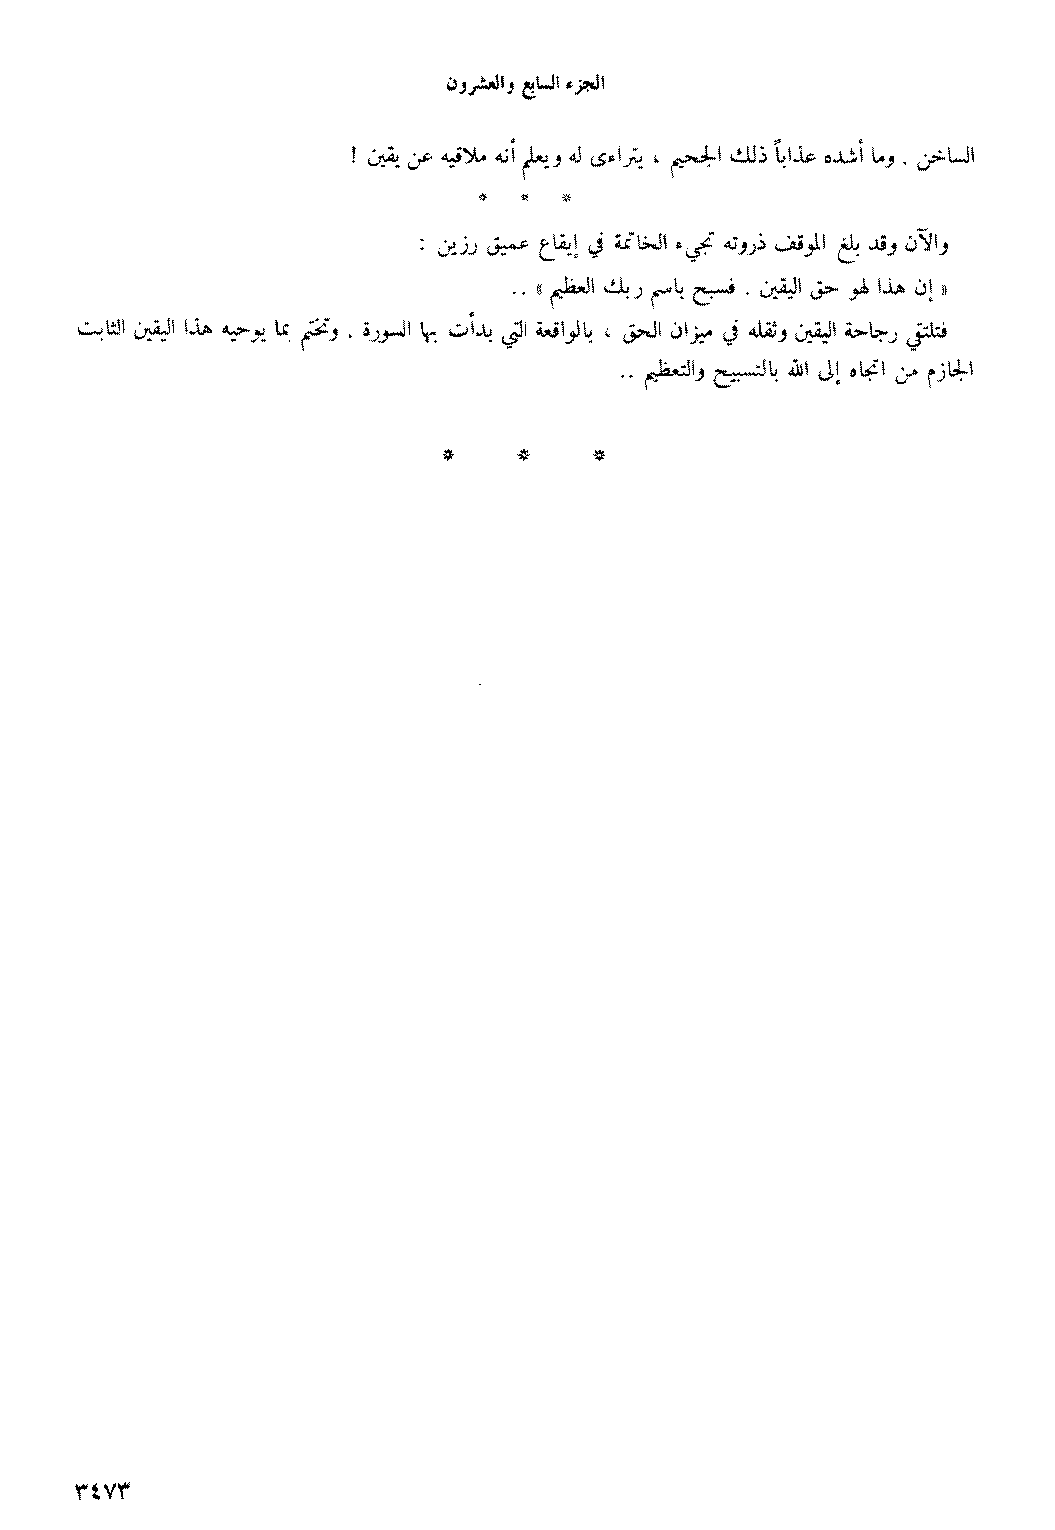 الجزء السابع والعشرون
الساخن . وما أشده عذاباً ذلك الجحيم ، يتراءى له ويعلم أنه ملاقيه عن يقين !
* * *
والآن وقد بلغ الموقف ذروته تجيء الخاتمة في إيقاع عميق رزين :
« إن هذا لهو حق اليقين . فسبح باسم ربك العظيم » ..
فتلتقي رجاحة اليقين وثقله في ميزان الحق ، بالواقعة التي بدأت بها السورة . وتختم بما يوحيه هذا اليقين الثابت
الجازم من اتجاه إلى الله بالتسبيح والتعظيم ..
* * *
٣٤٧٣